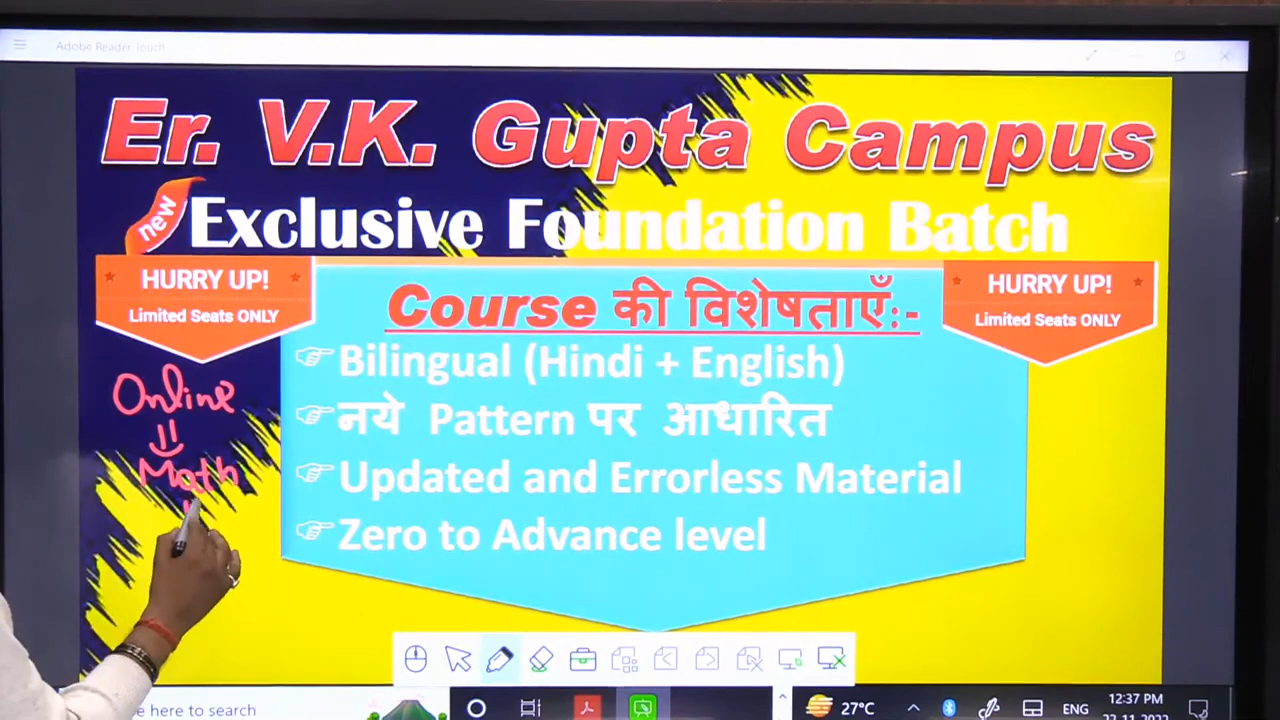 Adobe Reader Touch
Er. V.K. Gupta Campus
new
Exclusive Foundation Batch
HURRY UP!
Limited Seats ONLY
HURRY UP!
Limited Seats ONLY
Course की विशेषताएँ:-
Bilingual (Hindi + English)
नये Pattern पर आधारित
Updated and Errorless Material
Zero to Advance level
Online
Math
e here to search
27°C
ENG
12:37 PM